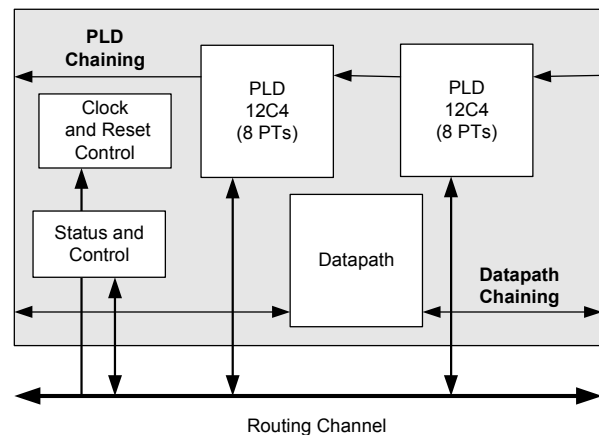 PLD
Chaining
PLD
12C4
(8 PTs)
PLD
12C4
(8 PTs)
Clock
and Reset
Control
Status and
Control
Datapath
Datapath
Chaining
Routing Channel